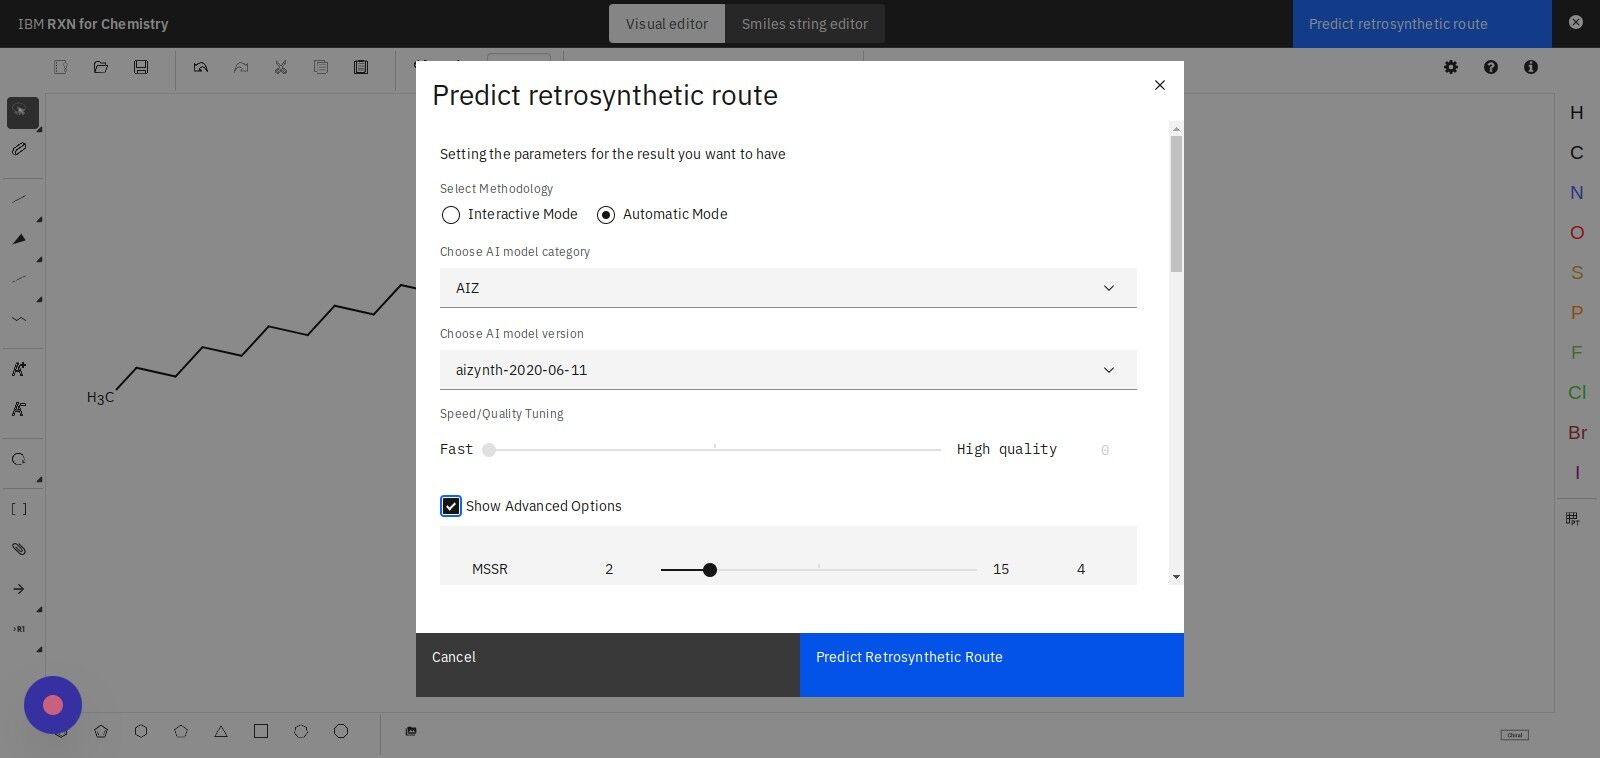 IBM RXN for Chemistry
Visual editor
Smiles string editor
Predict retrosynthetic route
Predict retrosynthetic route
Setting the parameters for the result you want to have
Select Methodology
Interactive Mode
Automatic Mode
Choose AI model category
AIZ
Choose AI model version
aizynth-2020-06-11
Speed/Quality Tuning
Fast
High quality
0
Show Advanced Options
MSSR
2
15
4
Cancel
Predict Retrosynthetic Route
H3C
A+
A-
[ ]
R1
H
C
N
O
S
P
F
Cl
Br
I
PT
Chiral